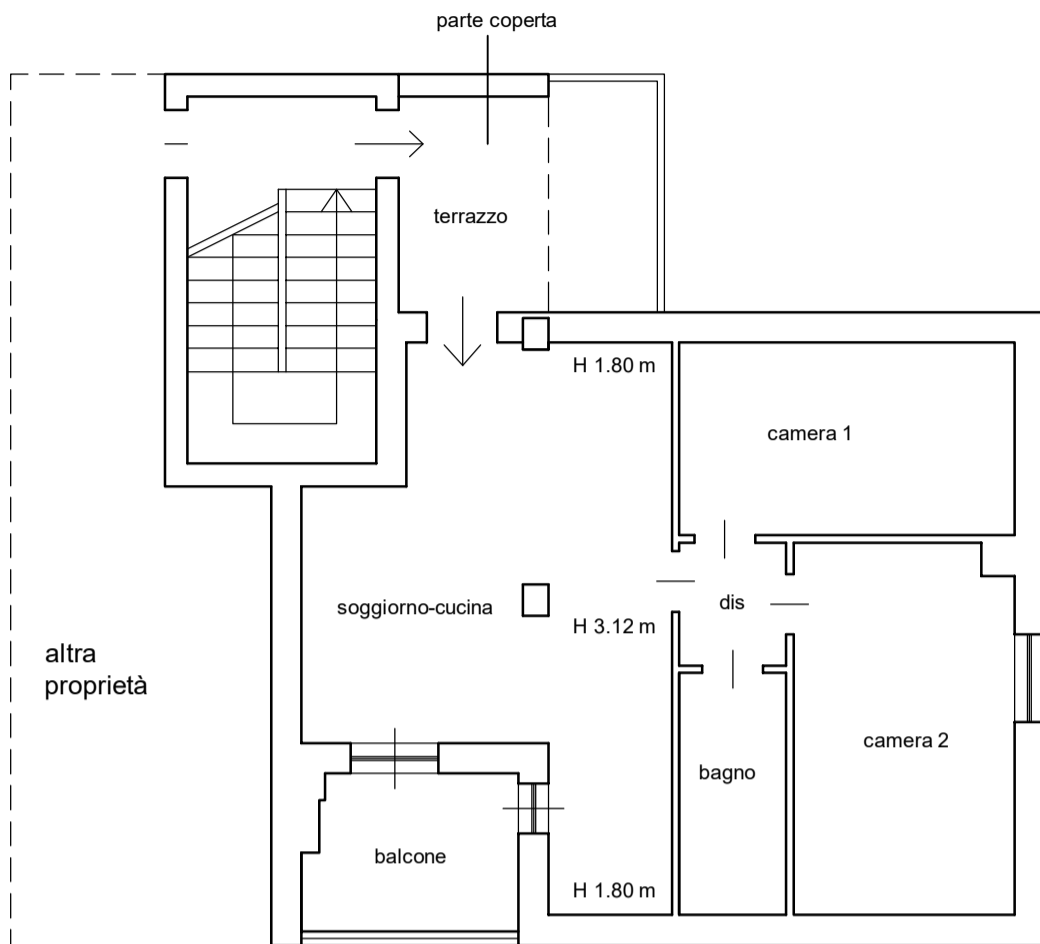 parte coperta
terrazzo
H 1.80 m
camera 1
soggiorno-cucina
dis
H 3.12 m
altra
proprietà
camera 2
bagno
balcone
H 1.80 m